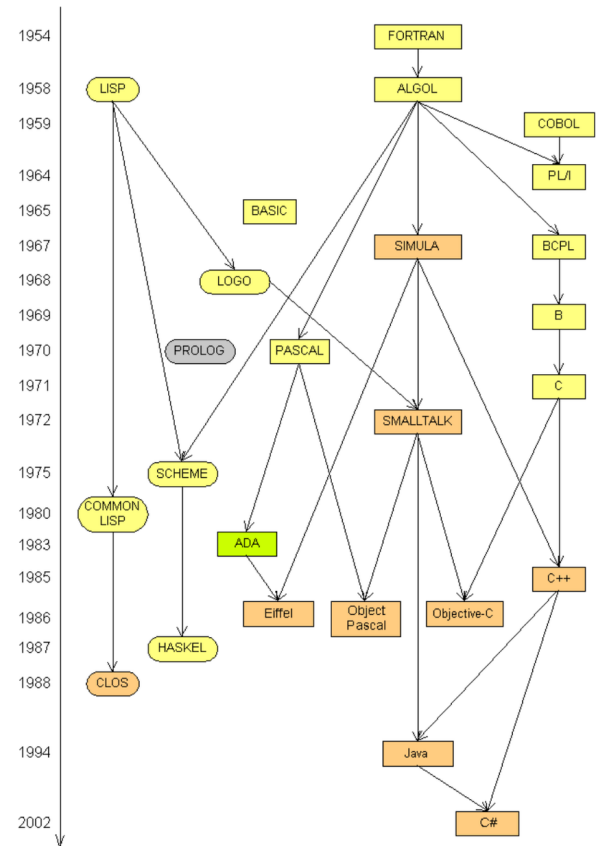 1954
FORTRAN
1958
LISP
ALGOL
1959
COBOL
1964
PL/I
1965
BASIC
1967
SIMULA
BCPL
1968
LOGO
1969
B
1970
PROLOG
PASCAL
1971
C
1972
SMALLTALK
1975
SCHEME
1980
COMMON
LISP
1983
ADA
1985
C++
1986
Eiffel
Object
Pascal
Objective-C
1987
HASKEL
1988
CLOS
1994
Java
2002
C#